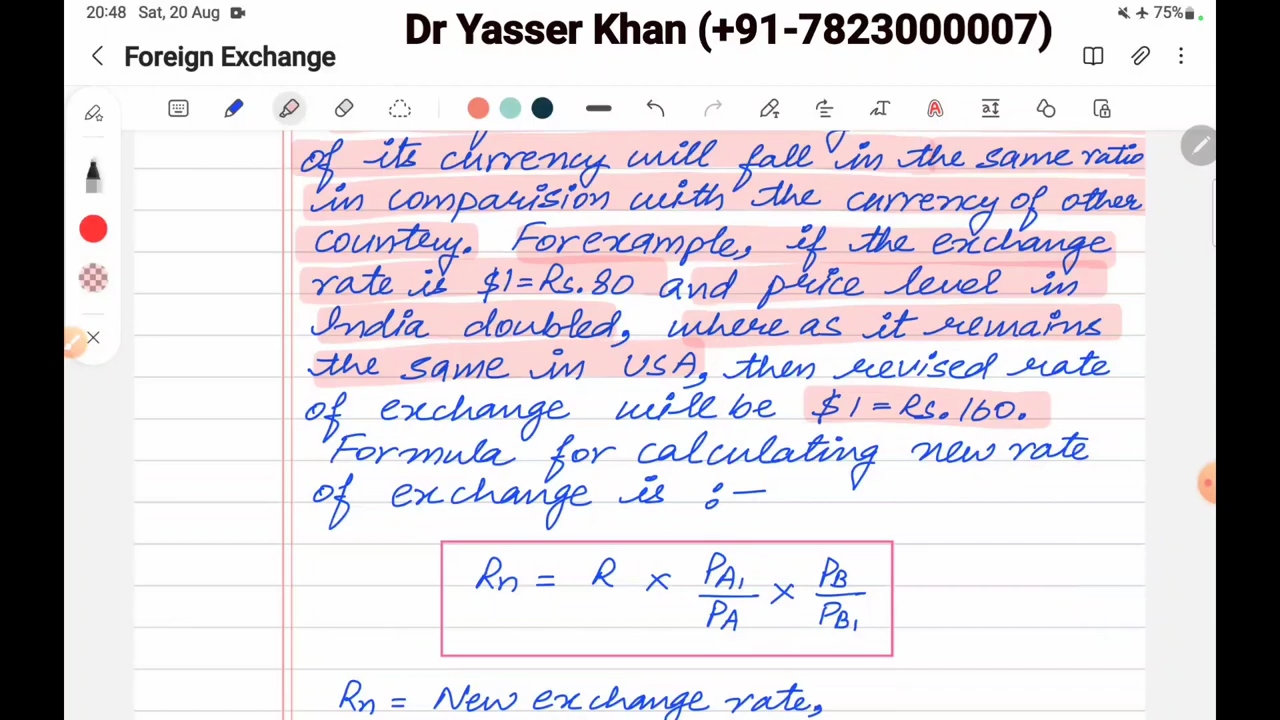 20:48 Sat, 20 Aug
75%
Dr Yasser Khan (+91-7823000007)
Foreign Exchange
of its currency will fall in the same ratio
in comparision with the currency of other
countery. For example, if the exchange
rate is $1=Rs.80 and price level in
India doubled, where as it remains
the same in USA, then revised rate
of exchange will be $1=Rs.160.
Formula for calculating new rate
of exchange is :-
Rn = R × PA1/PA × PB/PB1
Rn = New exchange rate,